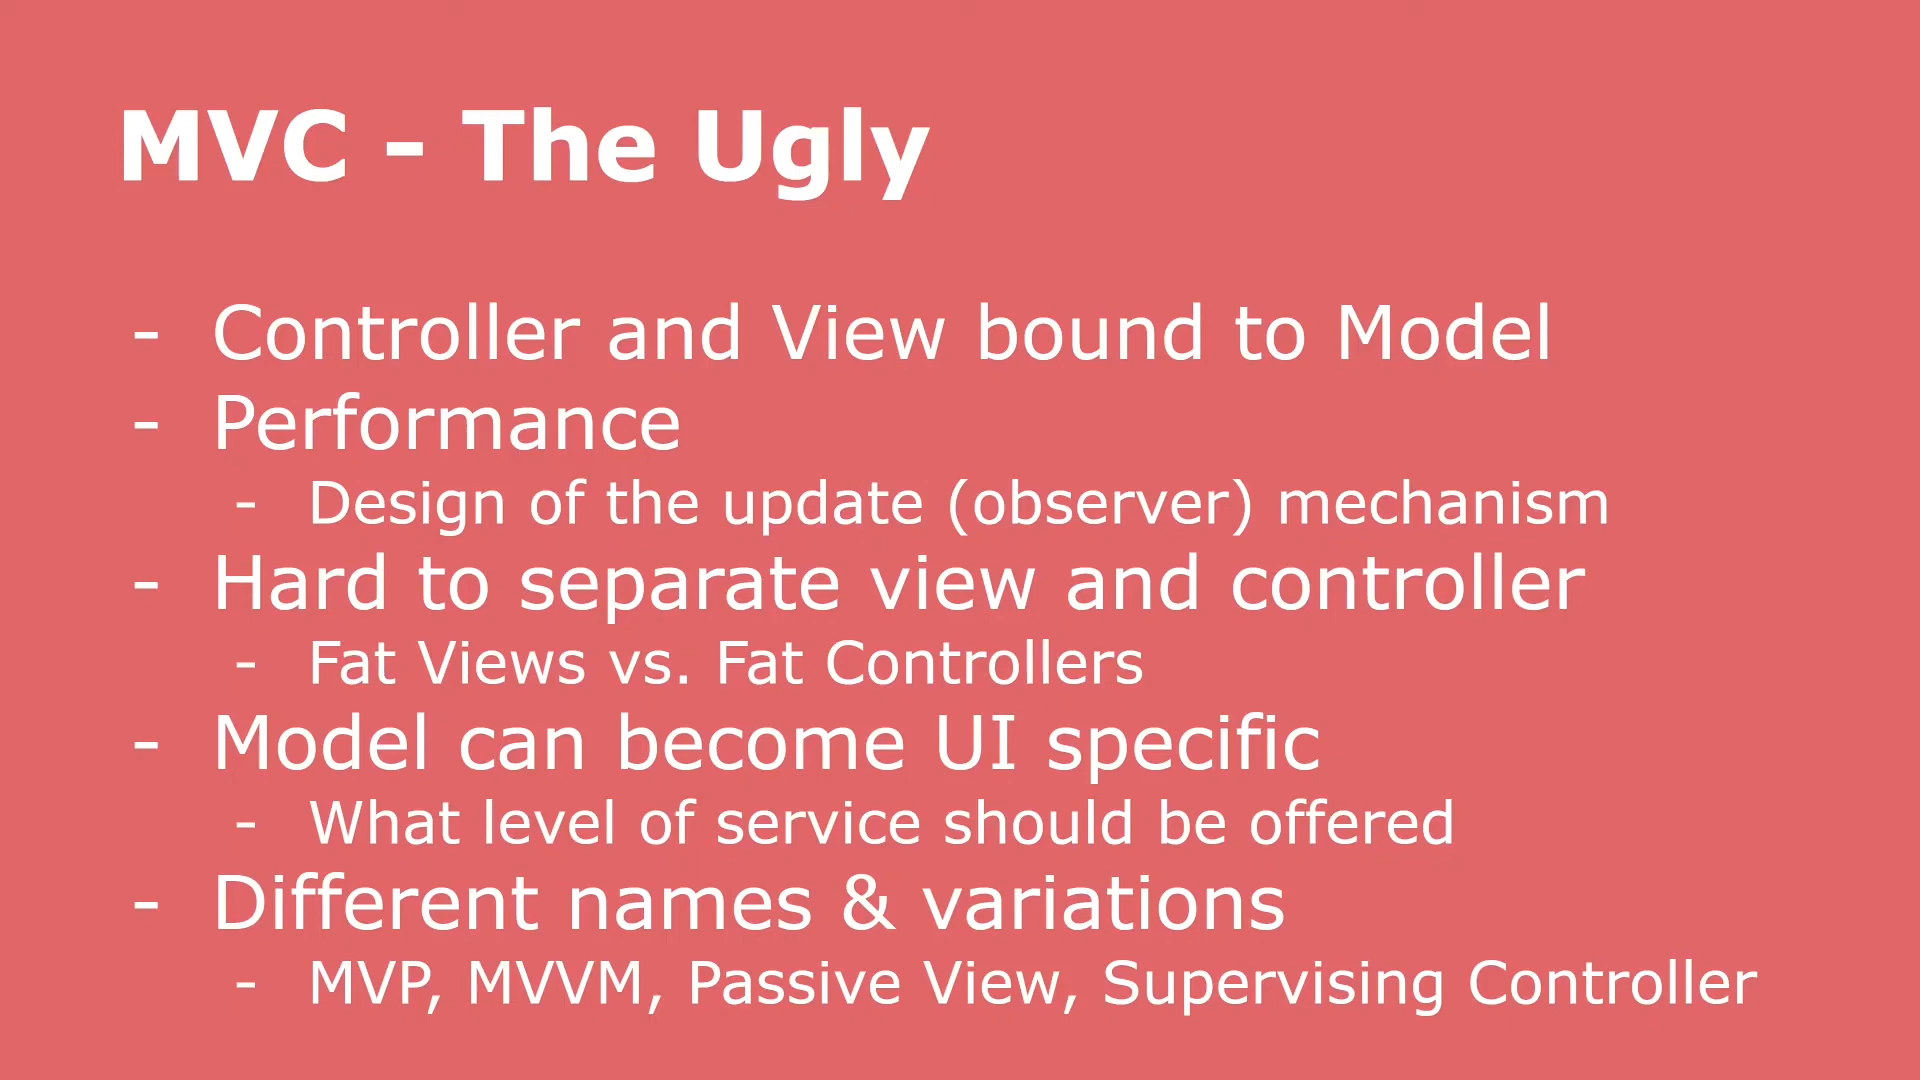 MVC - The Ugly
- Controller and View bound to Model
- Performance
- Design of the update (observer) mechanism
- Hard to separate view and controller
- Fat Views vs. Fat Controllers
- Model can become UI specific
- What level of service should be offered
- Different names & variations
- MVP, MVVM, Passive View, Supervising Controller